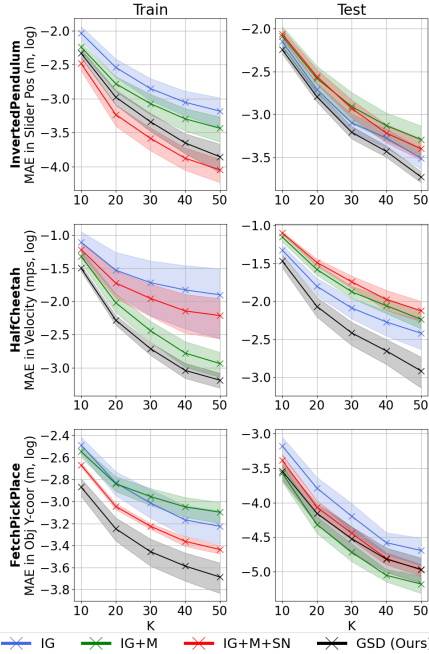 Train Test
InvertedPendulum
MAE in Slider Pos (m, log)
−2.0
−2.5
−3.0
−3.5
−4.0
10 20 30 40 50
−2.0
−2.5
−3.0
−3.5
10 20 30 40 50
HalfCheetah
MAE in Velocity (mps, log)
−1.0
−1.5
−2.0
−2.5
−3.0
10 20 30 40 50
−1.0
−1.5
−2.0
−2.5
−3.0
10 20 30 40 50
FetchPickPlace
MAE in Obj Y-coor (m, log)
−2.4
−2.6
−2.8
−3.0
−3.2
−3.4
−3.6
−3.8
10 20 30 40 50
K
−3.0
−3.5
−4.0
−4.5
−5.0
10 20 30 40 50
K
IG IG+M IG+M+SN GSD (Ours)